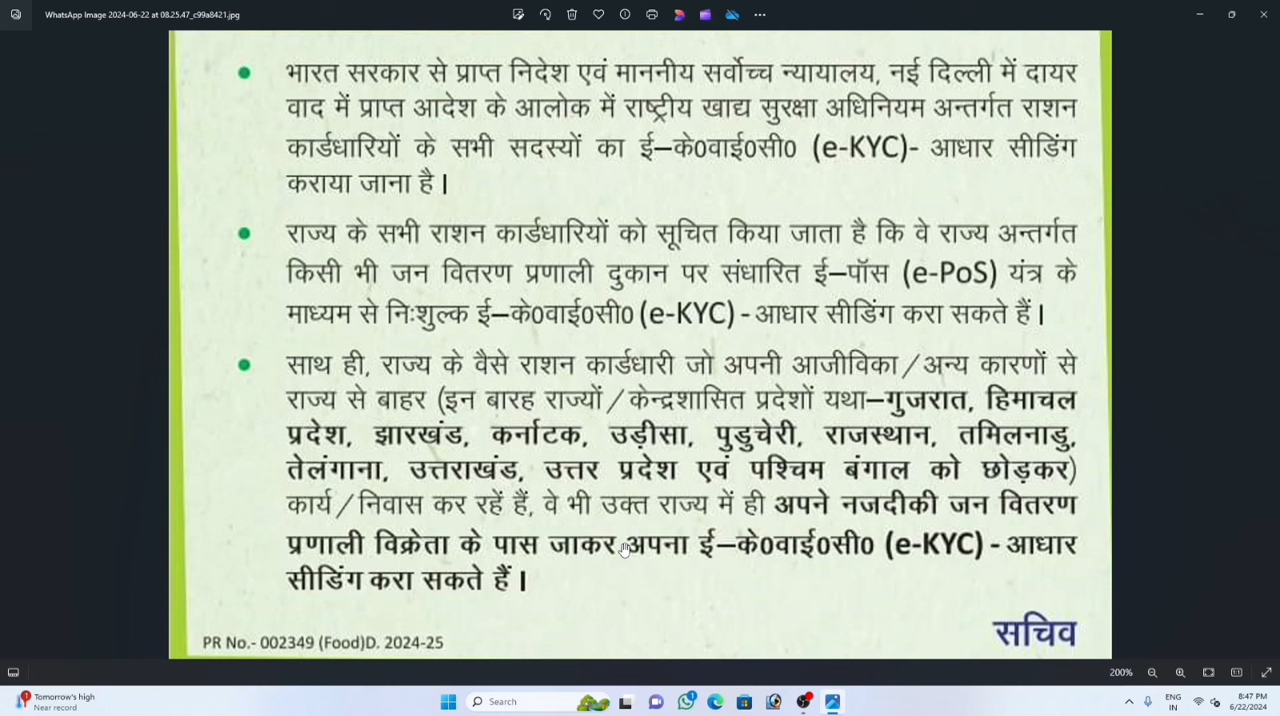 WhatsApp Image 2024-06-22 at 08.25.47_c99a8421.jpg
• भारत सरकार से प्राप्त निदेश एवं माननीय सर्वोच्च न्यायालय, नई दिल्ली में दायर
वाद में प्राप्त आदेश के आलोक में राष्ट्रीय खाद्य सुरक्षा अधिनियम अन्तर्गत राशन
कार्डधारियों के सभी सदस्यों का ई–के0वाई0सी0 (e-KYC)- आधार सीडिंग
कराया जाना है।
• राज्य के सभी राशन कार्डधारियों को सूचित किया जाता है कि वे राज्य अन्तर्गत
किसी भी जन वितरण प्रणाली दुकान पर संधारित ई–पॉस (e-PoS) यंत्र के
माध्यम से निःशुल्क ई–के0वाई0सी0 (e-KYC) - आधार सीडिंग करा सकते हैं।
• साथ ही, राज्य के वैसे राशन कार्डधारी जो अपनी आजीविका/अन्य कारणों से
राज्य से बाहर (इन बारह राज्यों/केन्द्रशासित प्रदेशों यथा–गुजरात, हिमाचल
प्रदेश, झारखंड, कर्नाटक, उड़ीसा, पुडुचेरी, राजस्थान, तमिलनाडु,
तेलंगाना, उत्तराखंड, उत्तर प्रदेश एवं पश्चिम बंगाल को छोड़कर)
कार्य/निवास कर रहें हैं, वे भी उक्त राज्य में ही अपने नजदीकी जन वितरण
प्रणाली विक्रेता के पास जाकर अपना ई–के0वाई0सी0 (e-KYC) - आधार
सीडिंग करा सकते हैं।
सचिव
PR No.- 002349 (Food)D. 2024-25
200%
1
Tomorrow's high
Near record
Search
1
ENG
IN
8:47 PM
6/22/2024